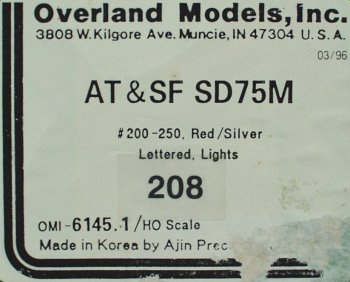 Overland Models, Inc.
3808 W. Kilgore Ave. Muncie, IN 47304 U. S. A.
03/96
AT & SF SD75M
#200-250, Red/Silver
Lettered, Lights
208
OMI-6145.1/HO Scale
Made in Korea by Ajin Prec